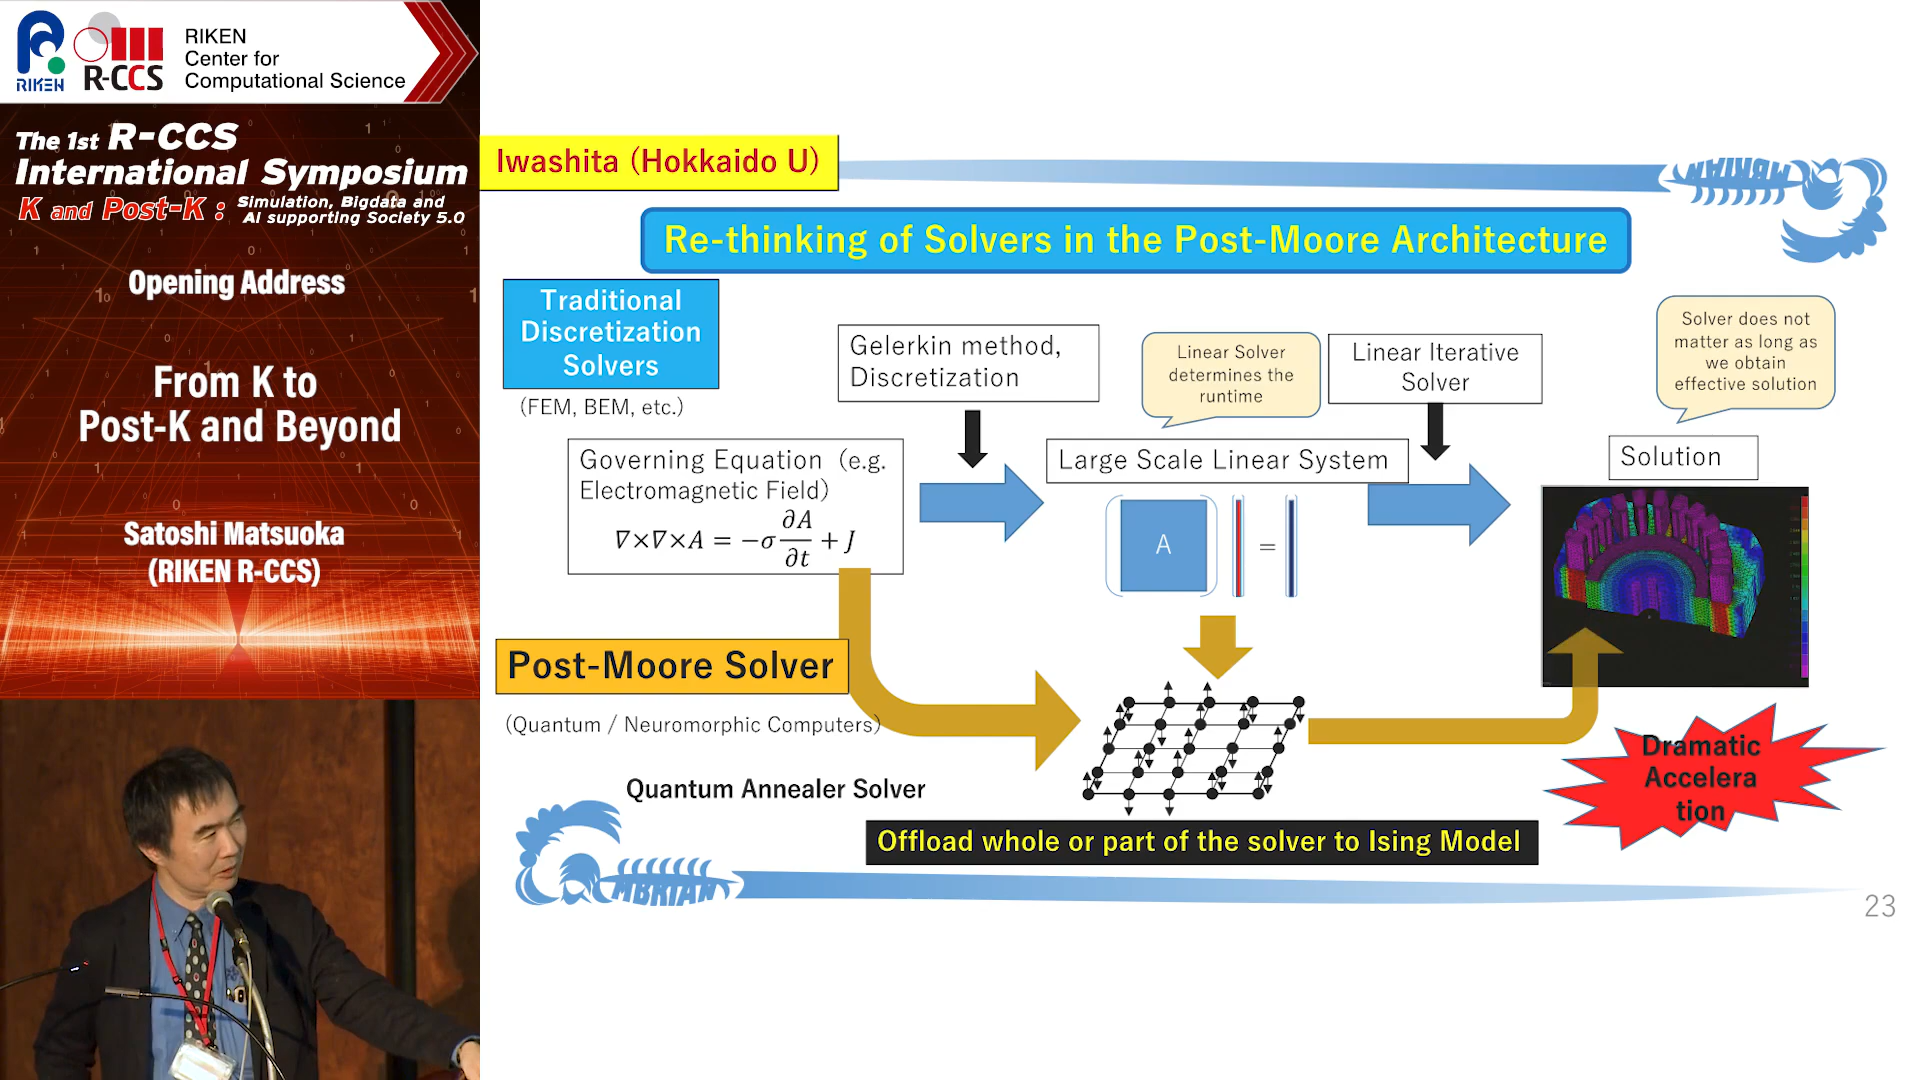 RIKEN
R-CCS
RIKEN
Center for
Computational Science
The 1st R-CCS
International Symposium
K and Post-K : Simulation, Bigdata and
AI supporting Society 5.0
Opening Address
From K to
Post-K and Beyond
Satoshi Matsuoka
(RIKEN R-CCS)
Iwashita (Hokkaido U)
MBRIAN
Re-thinking of Solvers in the Post-Moore Architecture
Traditional
Discretization
Solvers
(FEM, BEM, etc.)
Gelerkin method,
Discretization
Linear Solver
determines the
runtime
Linear Iterative
Solver
Solver does not
matter as long as
we obtain
effective solution
Governing Equation (e.g.
Electromagnetic Field)
∇×∇×A = −σ ∂A/∂t + J
Large Scale Linear System
A
=
Solution
Post-Moore Solver
(Quantum / Neuromorphic Computers)
Quantum Annealer Solver
Dramatic
Accelera
tion
Offload whole or part of the solver to Ising Model
MBRIAN
23